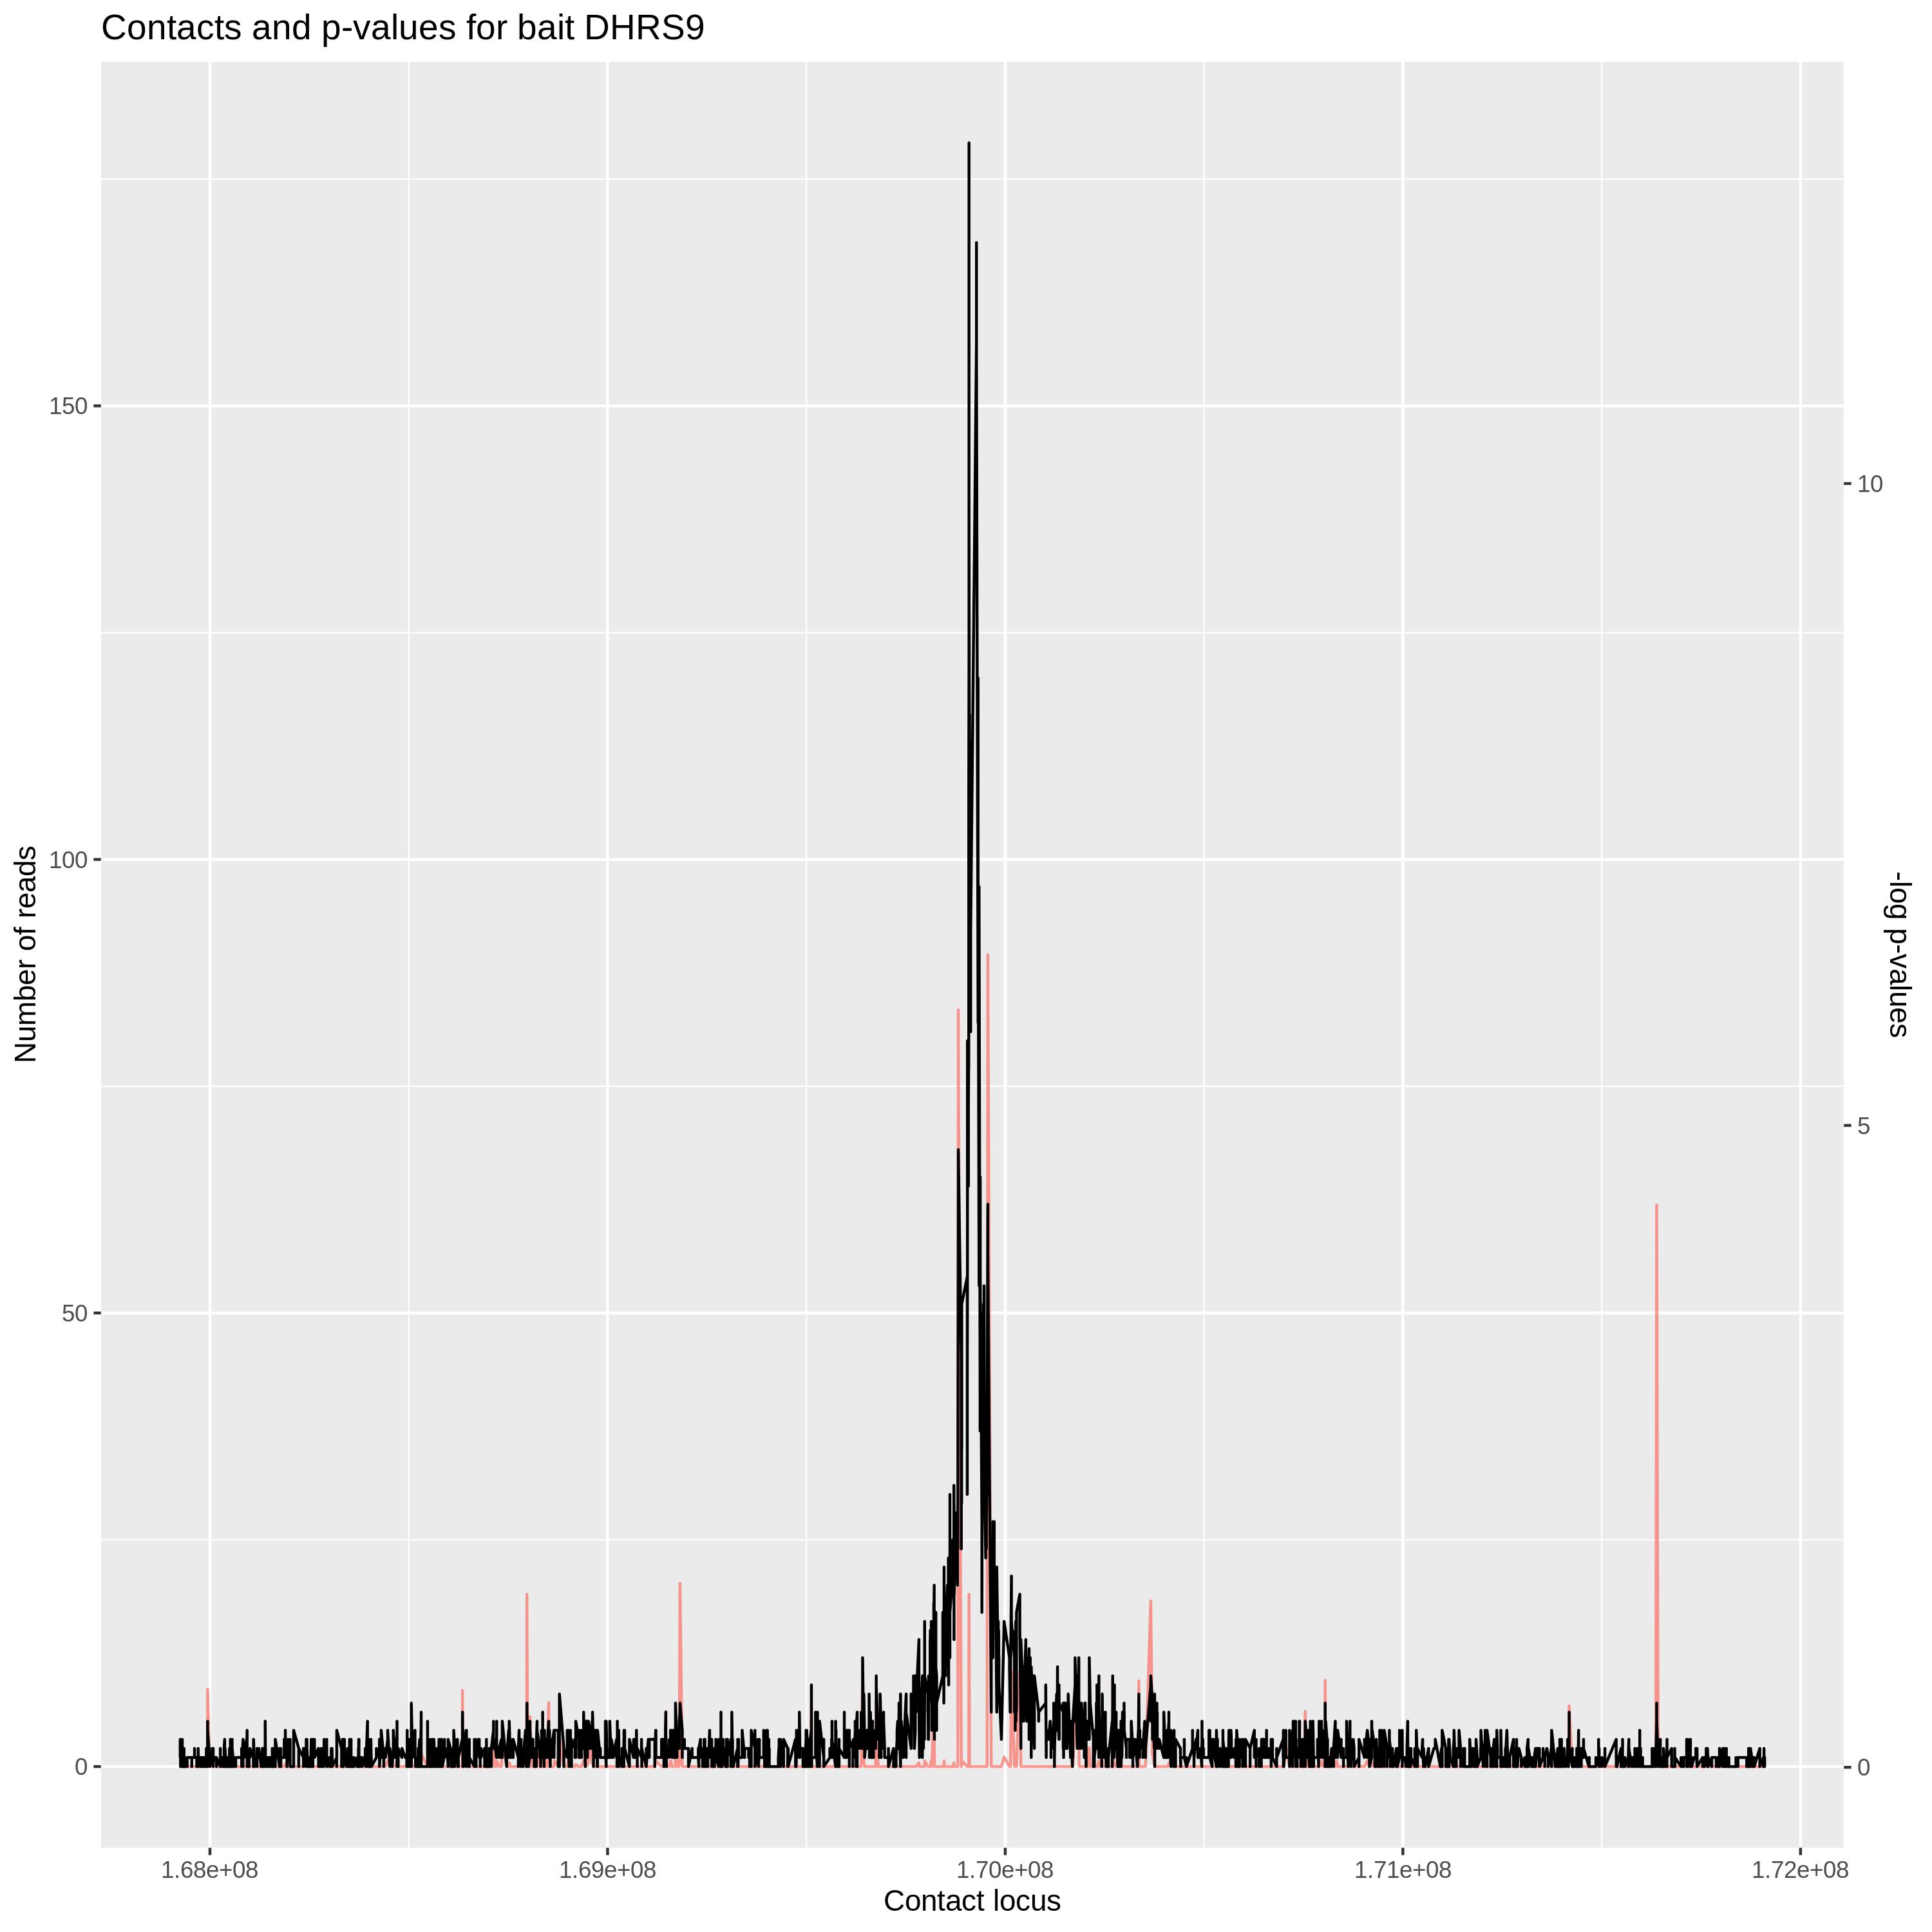 Contacts and p-values for bait DHRS9
Number of reads
150
100
50
0
10
5
0
-log p-values
1.68e+08 1.69e+08 1.70e+08 1.71e+08 1.72e+08
Contact locus